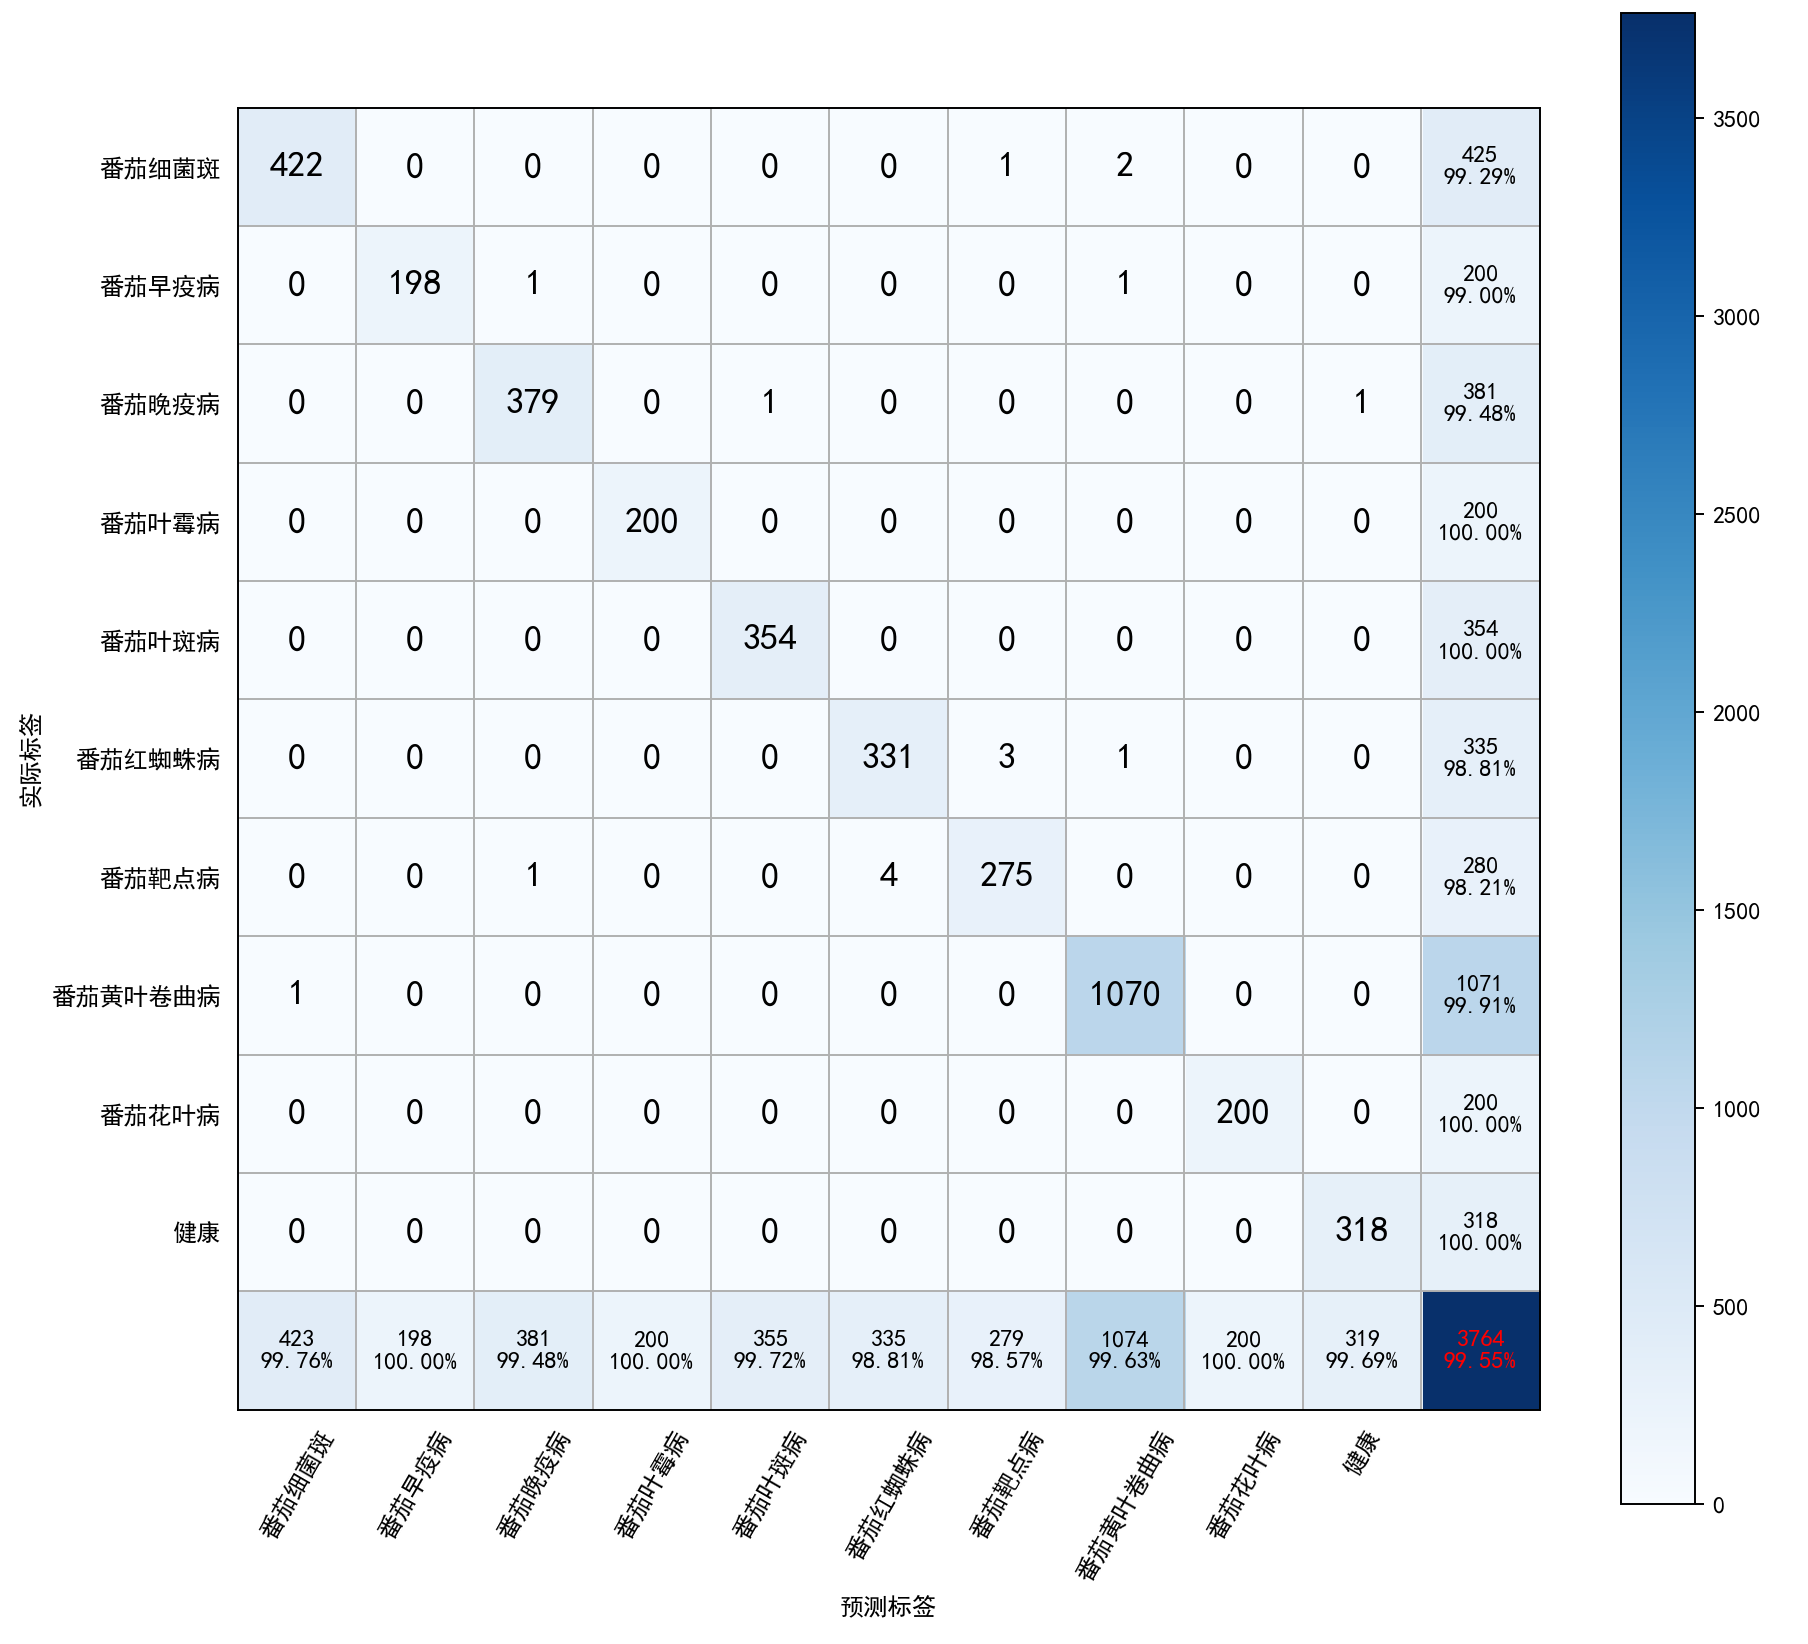 番茄细菌斑 422 0 0 0 0 0 1 2 0 0 425
99.29%
番茄早疫病 0 198 1 0 0 0 0 1 0 0 200
99.00%
番茄晚疫病 0 0 379 0 1 0 0 0 0 1 381
99.48%
番茄叶霉病 0 0 0 200 0 0 0 0 0 0 200
100.00%
番茄叶斑病 0 0 0 0 354 0 0 0 0 0 354
100.00%
番茄红蜘蛛病 0 0 0 0 0 331 3 1 0 0 335
98.81%
番茄靶点病 0 0 1 0 0 4 275 0 0 0 280
98.21%
番茄黄叶卷曲病 1 0 0 0 0 0 0 1070 0 0 1071
99.91%
番茄花叶病 0 0 0 0 0 0 0 0 200 0 200
100.00%
健康 0 0 0 0 0 0 0 0 0 318 318
100.00%
423 198 381 200 355 335 279 1074 200 319 3764
99.76% 100.00% 99.48% 100.00% 99.72% 98.81% 98.57% 99.63% 100.00% 99.69% 99.55%
番茄细菌斑 番茄早疫病 番茄晚疫病 番茄叶霉病 番茄叶斑病 番茄红蜘蛛病 番茄靶点病 番茄黄叶卷曲病 番茄花叶病 健康
预测标签
实际标签
3500
3000
2500
2000
1500
1000
500
0